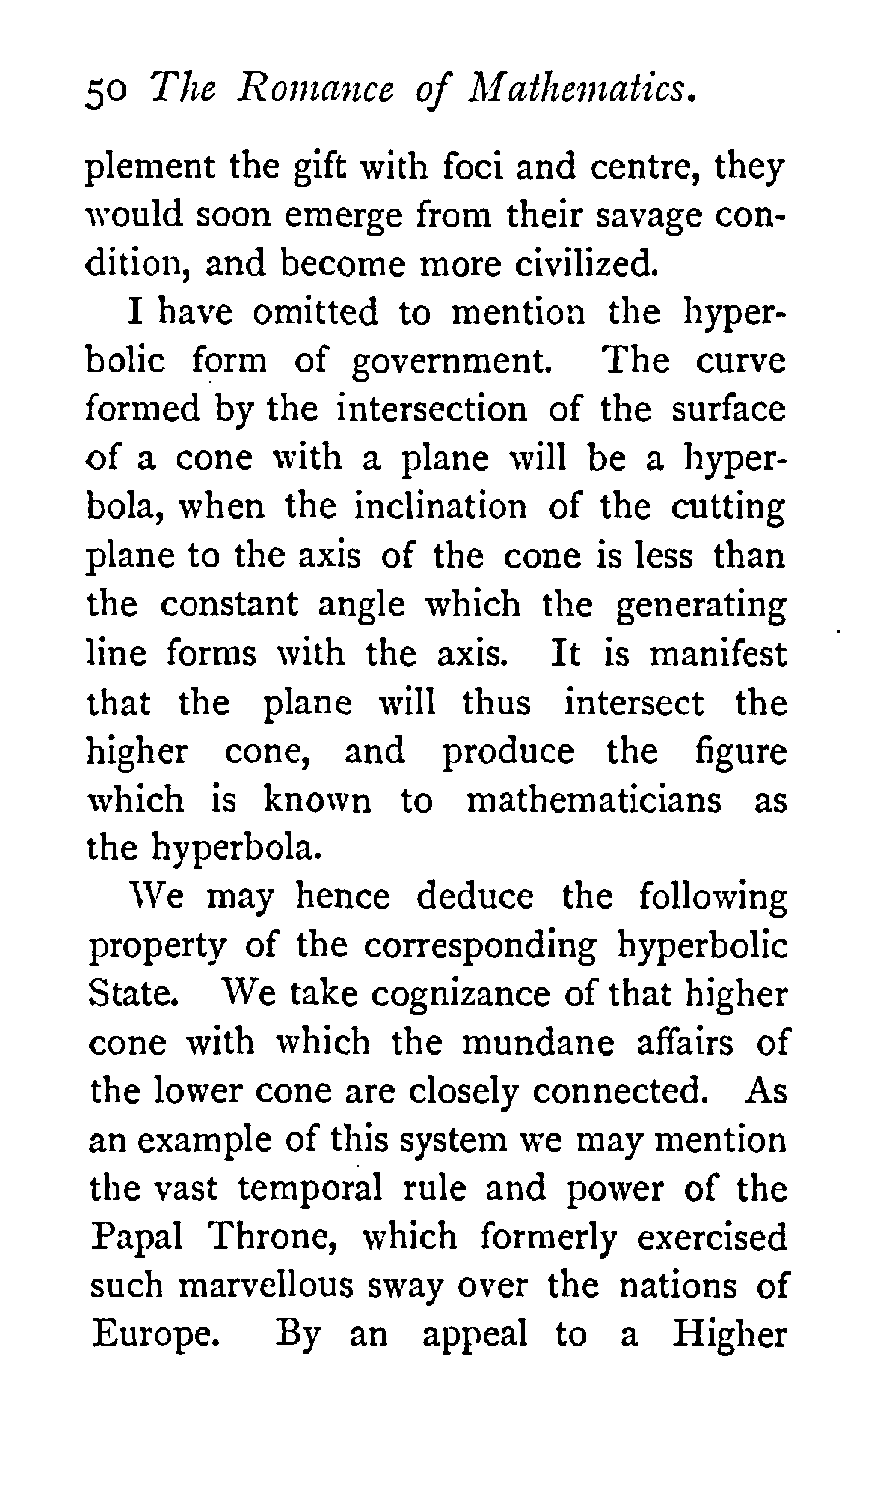 50 The Romance of Mathematics.
plement the gift with foci and centre, they
would soon emerge from their savage con-
dition, and become more civilized.
I have omitted to mention the hyper-
bolic form of government. The curve
formed by the intersection of the surface
of a cone with a plane will be a hyper-
bola, when the inclination of the cutting
plane to the axis of the cone is less than
the constant angle which the generating
line forms with the axis. It is manifest
that the plane will thus intersect the
higher cone, and produce the figure
which is known to mathematicians as
the hyperbola.
We may hence deduce the following
property of the corresponding hyperbolic
State. We take cognizance of that higher
cone with which the mundane affairs of
the lower cone are closely connected. As
an example of this system we may mention
the vast temporal rule and power of the
Papal Throne, which formerly exercised
such marvellous sway over the nations of
Europe. By an appeal to a Higher